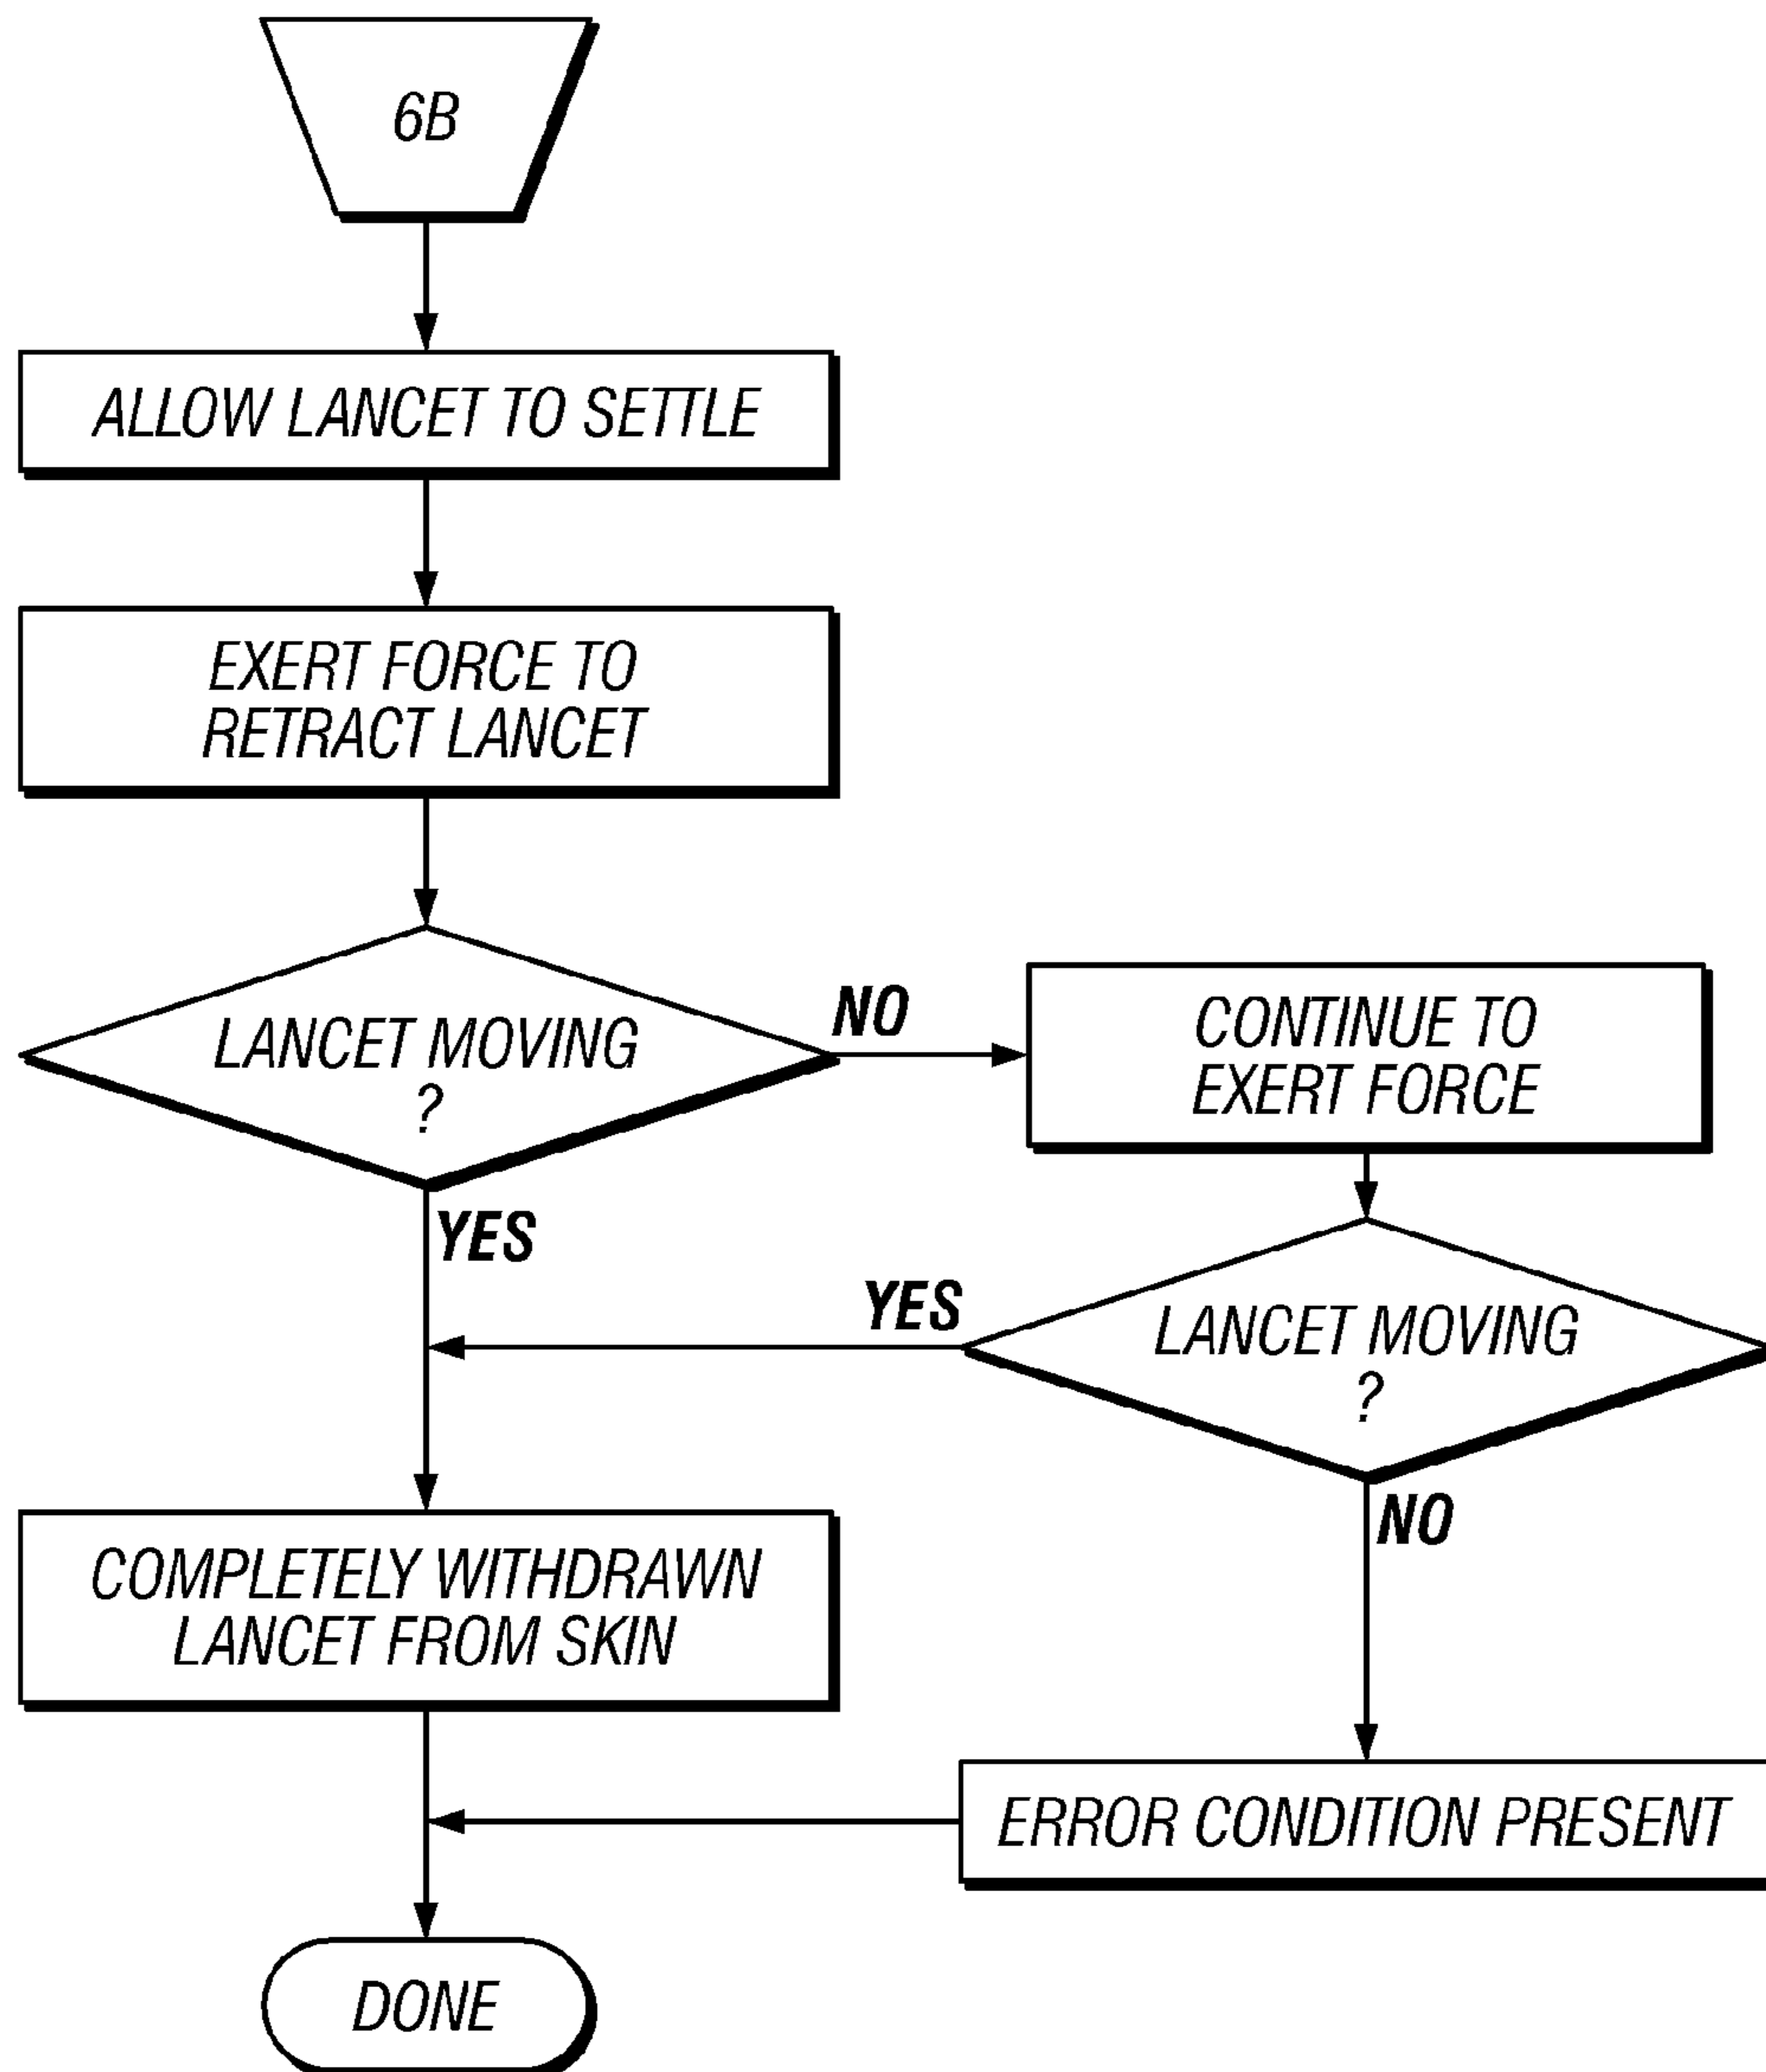 6B
ALLOW LANCET TO SETTLE
EXERT FORCE TO
RETRACT LANCET
LANCET MOVING
?
NO
CONTINUE TO
EXERT FORCE
YES
YES
LANCET MOVING
?
NO
COMPLETELY WITHDRAWN
LANCET FROM SKIN
ERROR CONDITION PRESENT
DONE